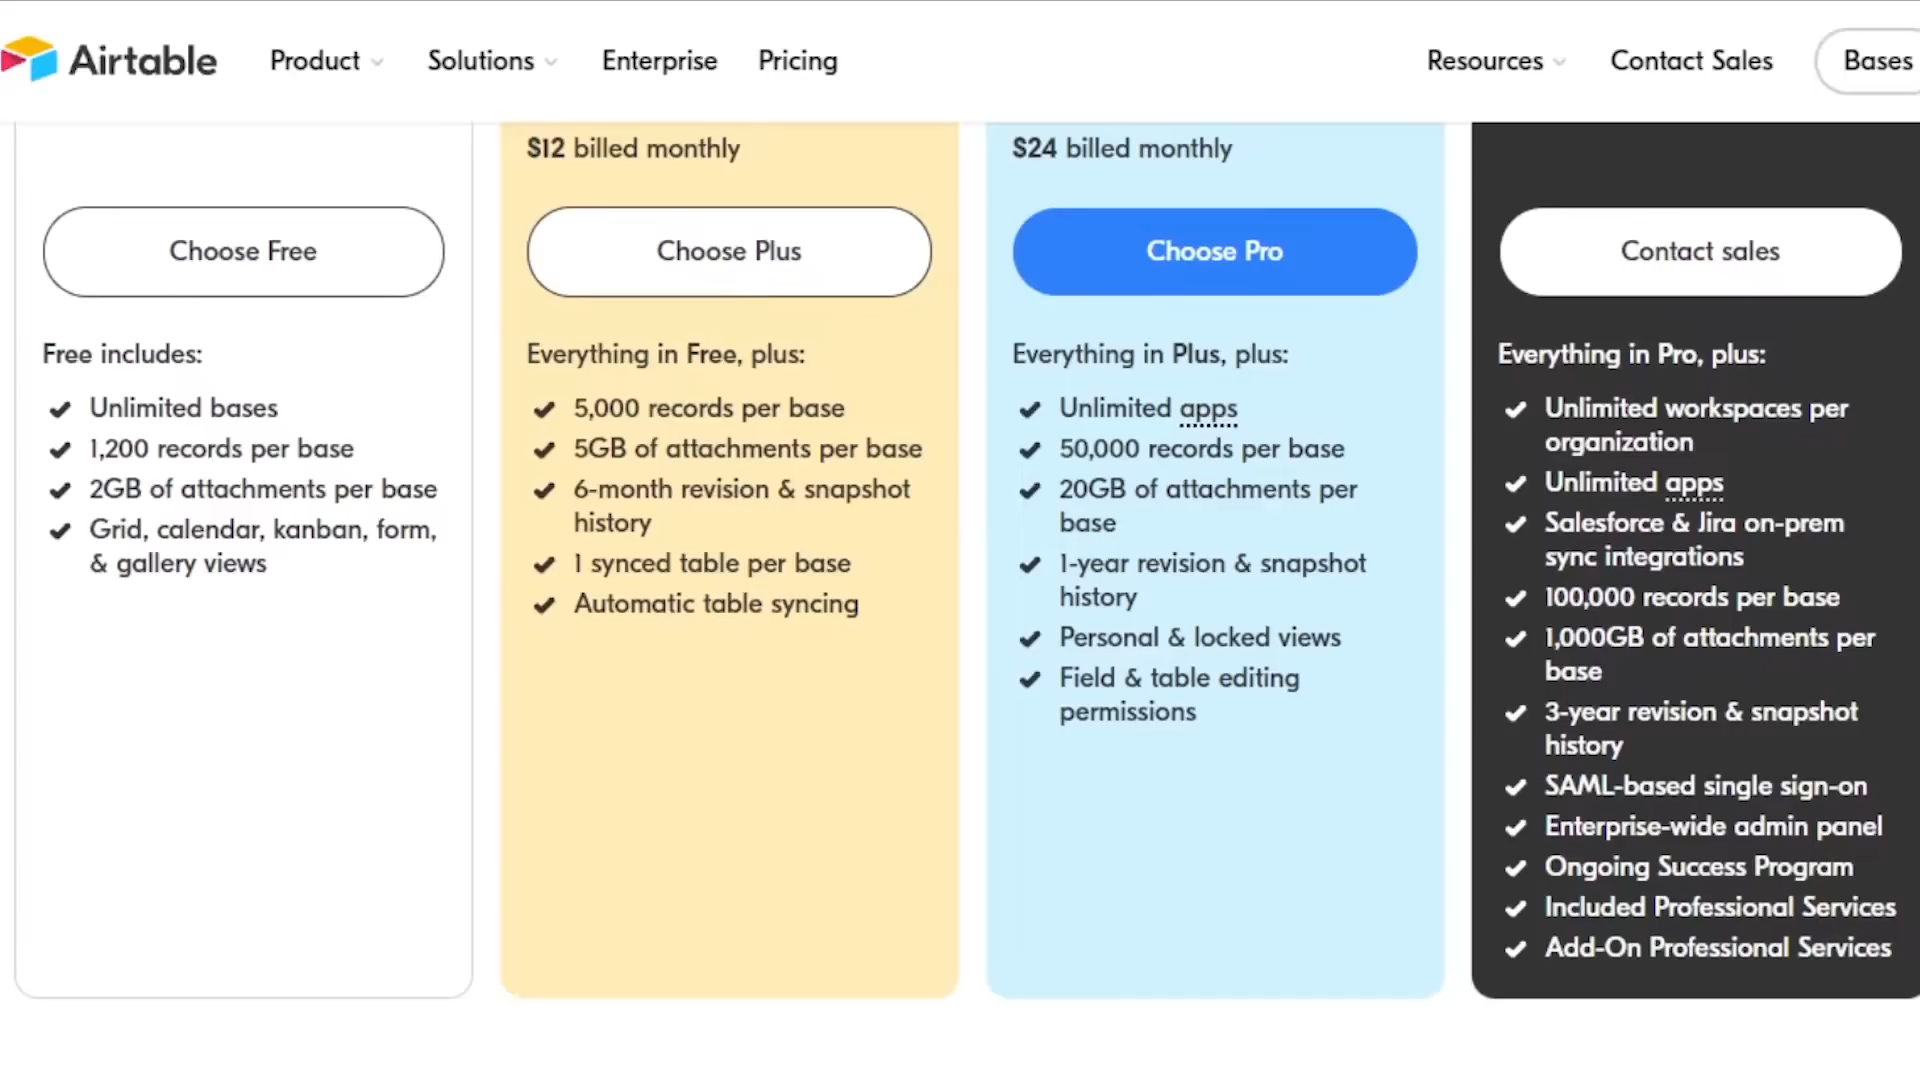 Airtable
Product
Solutions
Enterprise
Pricing
Resources
Contact Sales
Bases
Choose Free
Free includes:
Unlimited bases
1,200 records per base
2GB of attachments per base
Grid, calendar, kanban, form,
& gallery views
$12 billed monthly
Choose Plus
Everything in Free, plus:
5,000 records per base
5GB of attachments per base
6-month revision & snapshot
history
1 synced table per base
Automatic table syncing
$24 billed monthly
Choose Pro
Everything in Plus, plus:
Unlimited apps
50,000 records per base
20GB of attachments per
base
1-year revision & snapshot
history
Personal & locked views
Field & table editing
permissions
Contact sales
Everything in Pro, plus:
Unlimited workspaces per
organization
Unlimited apps
Salesforce & Jira on-prem
sync integrations
100,000 records per base
1,000GB of attachments per
base
3-year revision & snapshot
history
SAML-based single sign-on
Enterprise-wide admin panel
Ongoing Success Program
Included Professional Services
Add-On Professional Services